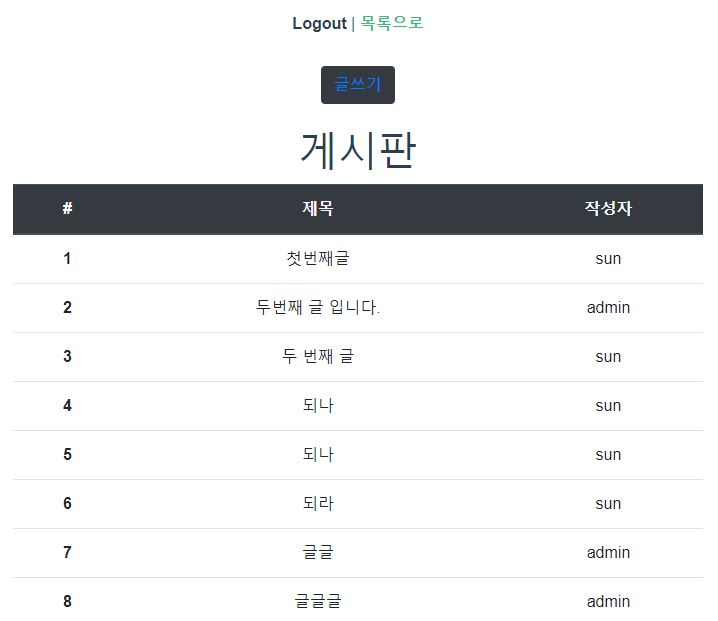 Logout | 목록으로
글쓰기
게시판
# 제목 작성자
1 첫번째글 sun
2 두번째 글 입니다. admin
3 두 번째 글 sun
4 되나 sun
5 되나 sun
6 되라 sun
7 글글 admin
8 글글글 admin